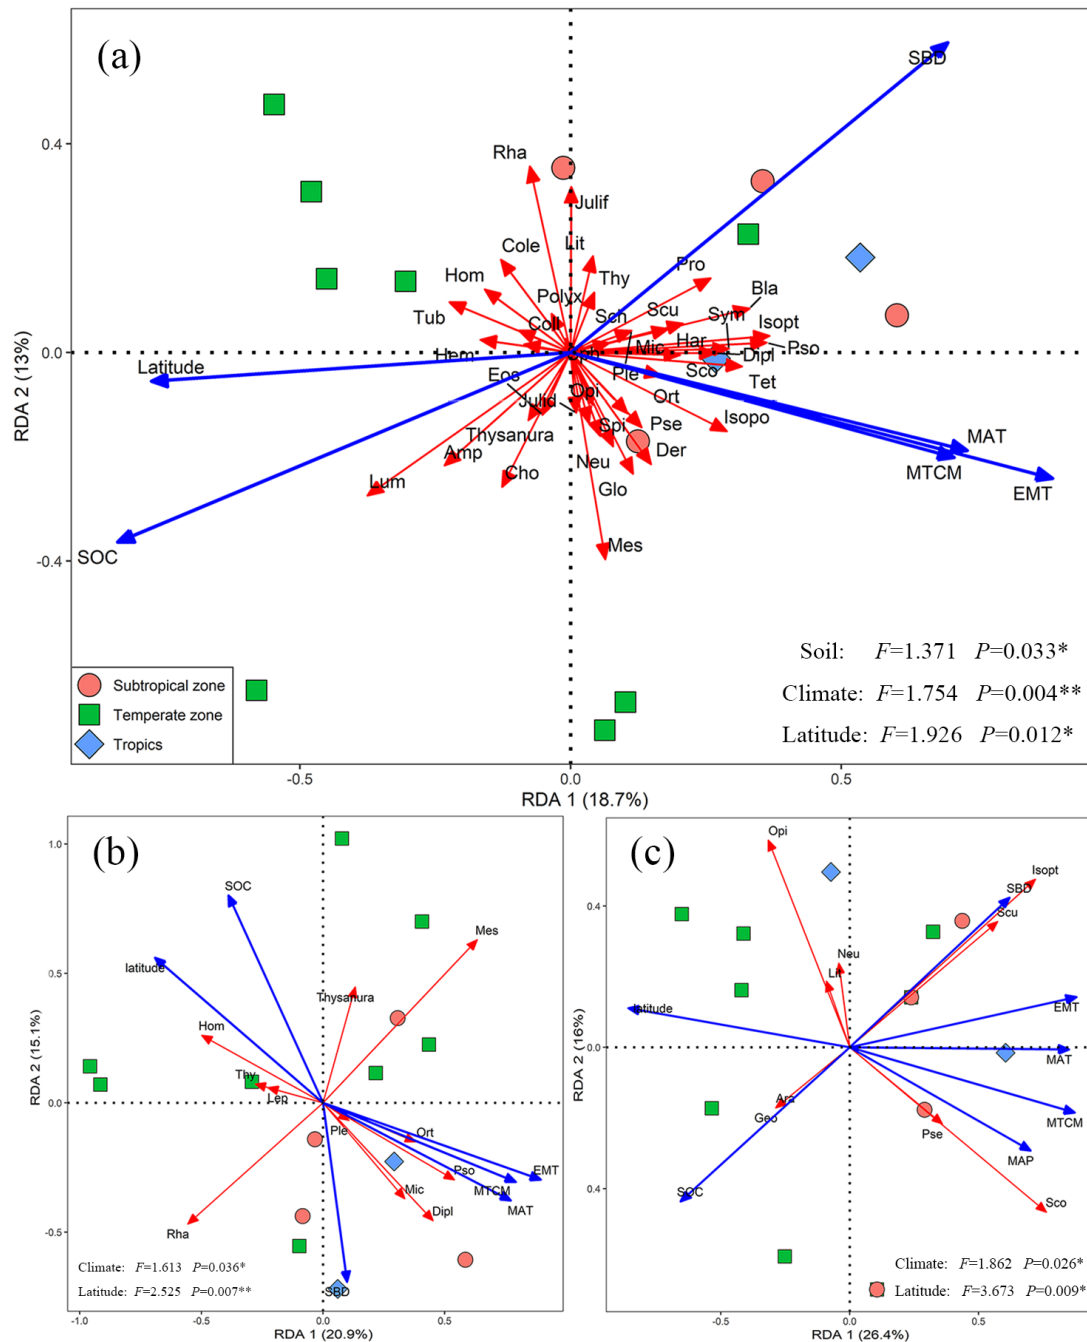 (a)
SBD
0.4
Rha
Julif
Cole
Lit
Hom
Thy
Pro
Polyx
Bla
Tub
Coll
Sch
Scu
Sym
Isopt
Hem
Mic
Har
Dipl
Pso
0.0
Latitude
Eos
Opi
Ple
Sco
Tet
Julid
Ort
Isopo
Thysanura
Spi
Pse
MAT
Amp
Neu
Der
MTCM
Lum
Cho
Glo
EMT
SOC
Mes
-0.4
RDA 2 (13%)
Soil: F=1.371 P=0.033*
Climate: F=1.754 P=0.004**
Latitude: F=1.926 P=0.012*
Subtropical zone
Temperate zone
Tropics
-0.5
0.0
0.5
RDA 1 (18.7%)
(b)
1.0
SOC
Mes
latitude
0.5
Thysanura
Hom
Thy
Lep
0.0
Ple
Ort
Pso
EMT
MTCM
Mic
MAT
Dipl
Rha
-0.5
SBD
RDA 2 (15.1%)
Climate: F=1.613 P=0.036*
Latitude: F=2.525 P=0.007**
-1.0
-0.5
0.0
0.5
RDA 1 (20.9%)
(c)
Opi
Isopt
SBD
Scu
0.4
Neu
Lit
latitude
EMT
0.0
MAT
Ara
Geo
MTCM
Pse
MAP
SOC
Sco
0.4
RDA 2 (16%)
Climate: F=1.862 P=0.026*
Latitude: F=3.673 P=0.009*
-0.5
0.0
0.5
RDA 1 (26.4%)